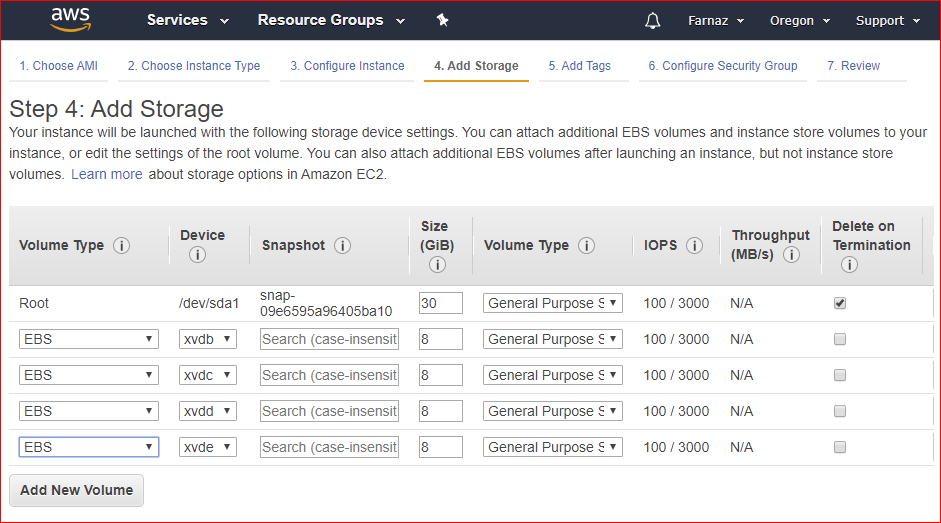 aws Services Resource Groups Farnaz Oregon Support
1. Choose AMI 2. Choose Instance Type 3. Configure Instance 4. Add Storage 5. Add Tags 6. Configure Security Group 7. Review
Step 4: Add Storage
Your instance will be launched with the following storage device settings. You can attach additional EBS volumes and instance store volumes to your
instance, or edit the settings of the root volume. You can also attach additional EBS volumes after launching an instance, but not instance store
volumes. Learn more about storage options in Amazon EC2.
Volume Type i Device i Snapshot i Size (GiB) i Volume Type i IOPS i Throughput (MB/s) i Delete on Termination i
Root /dev/sda1 snap-09e6595a96405ba10 30 General Purpose S 100 / 3000 N/A
EBS xvdb Search (case-insensit 8 General Purpose S 100 / 3000 N/A
EBS xvdc Search (case-insensit 8 General Purpose S 100 / 3000 N/A
EBS xvdd Search (case-insensit 8 General Purpose S 100 / 3000 N/A
EBS xvde Search (case-insensit 8 General Purpose S 100 / 3000 N/A
Add New Volume